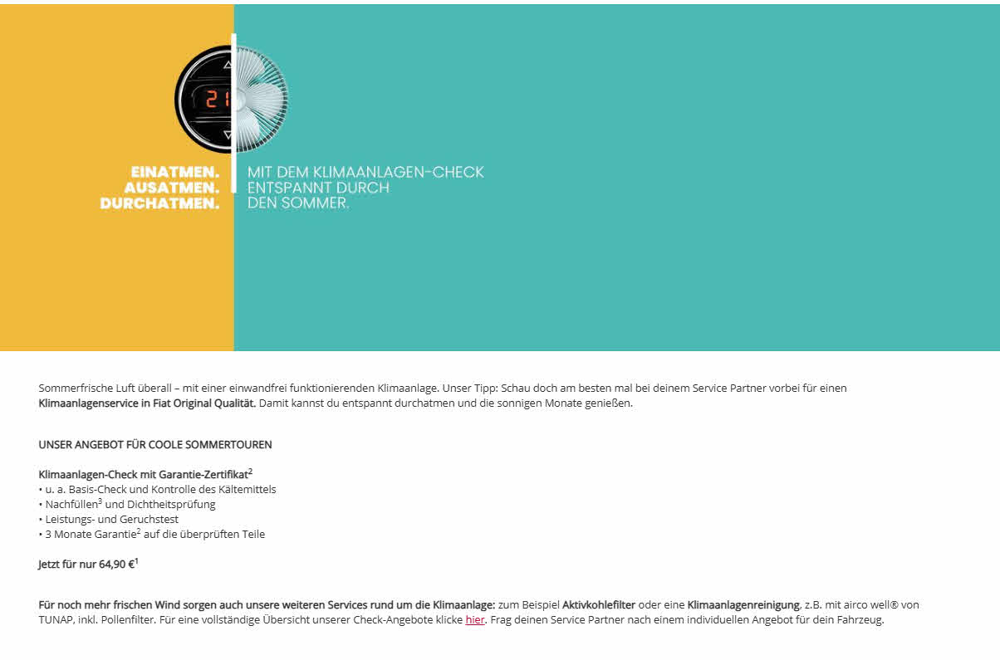 21
EINATMEN.
AUSATMEN.
DURCHATMEN.
MIT DEM KLIMAANLAGEN-CHECK
ENTSPANNT DURCH
DEN SOMMER.
Sommerfrische Luft überall – mit einer einwandfrei funktionierenden Klimaanlage. Unser Tipp: Schau doch am besten mal bei deinem Service Partner vorbei für einen
Klimaanlagenservice in Fiat Original Qualität. Damit kannst du entspannt durchatmen und die sonnigen Monate genießen.
UNSER ANGEBOT FÜR COOLE SOMMERTOUREN
Klimaanlagen-Check mit Garantie-Zertifikat²
• u. a. Basis-Check und Kontrolle des Kältemittels
• Nachfüllen³ und Dichtheitsprüfung
• Leistungs- und Geruchstest
• 3 Monate Garantie² auf die überprüften Teile
Jetzt für nur 64,90 €¹
Für noch mehr frischen Wind sorgen auch unsere weiteren Services rund um die Klimaanlage: zum Beispiel Aktivkohlefilter oder eine Klimaanlagenreinigung, z.B. mit airco well® von
TUNAP, inkl. Pollenfilter. Für eine vollständige Übersicht unserer Check-Angebote klicke hier. Frag deinen Service Partner nach einem individuellen Angebot für dein Fahrzeug.